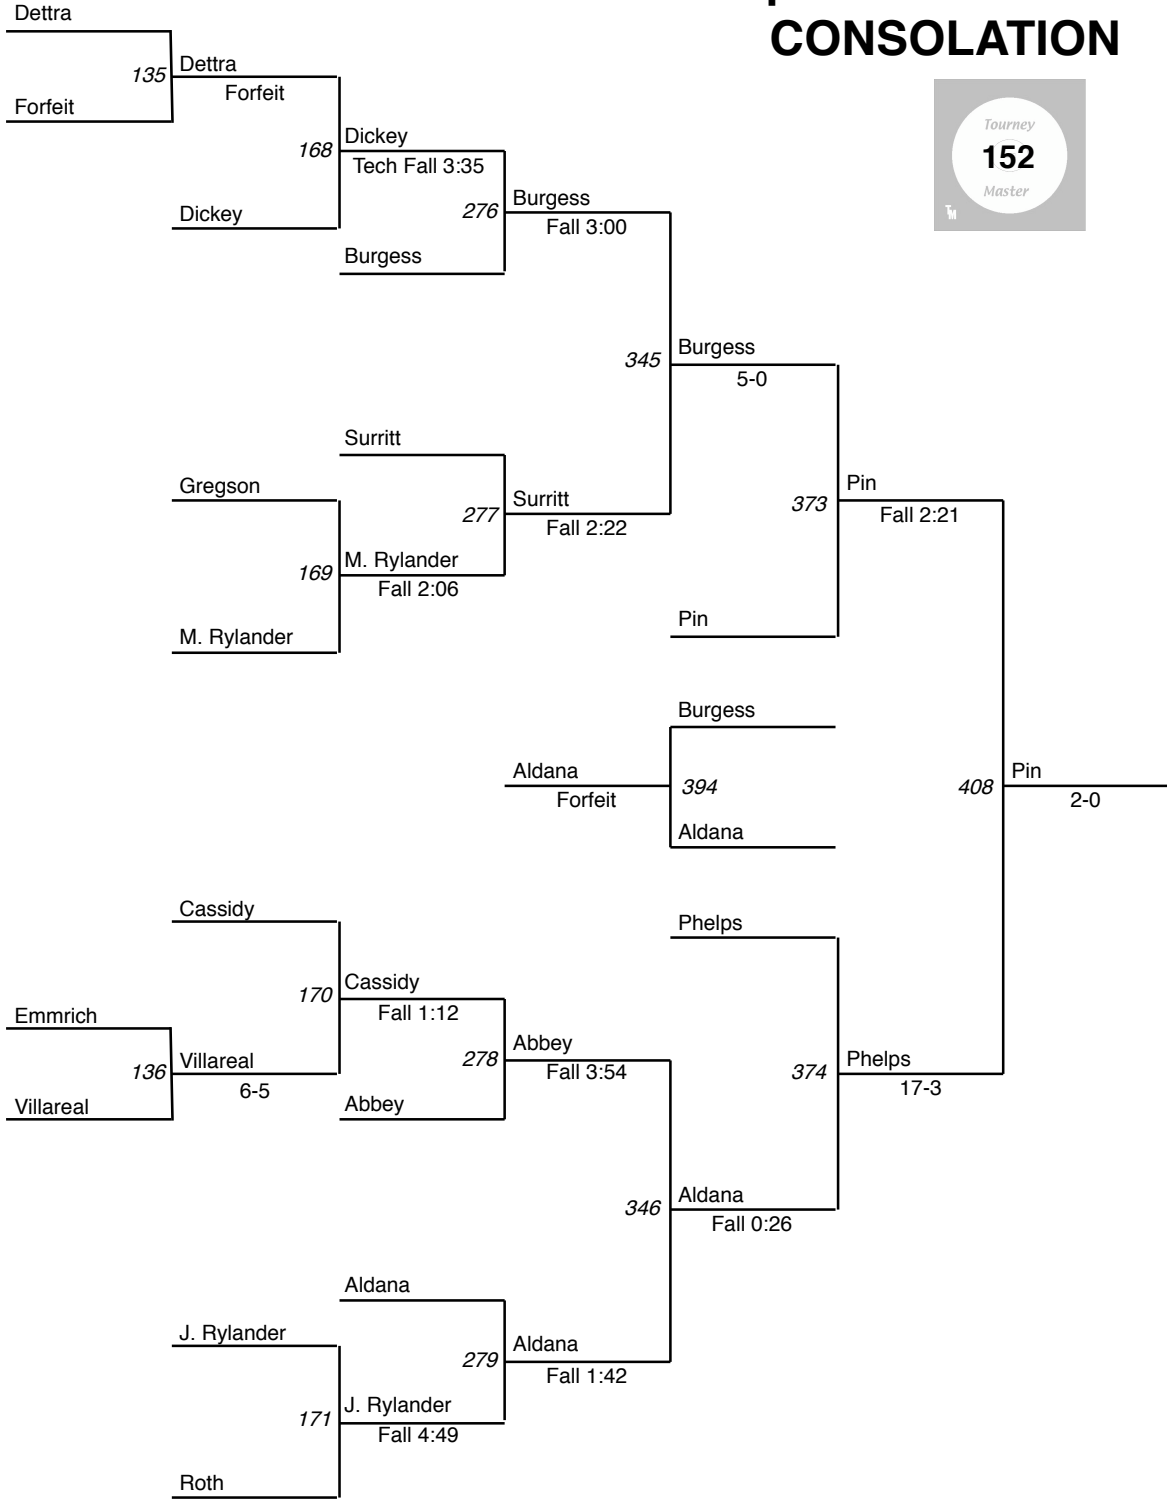 CONSOLATION
Tourney
152
Master
TM
Dettra
135
Dettra
Forfeit
Forfeit
168
Dickey
Tech Fall 3:35
Dickey
276
Burgess
Fall 3:00
Burgess
345
Burgess
5-0
Surritt
Gregson
277
Surritt
Fall 2:22
169
M. Rylander
Fall 2:06
M. Rylander
373
Pin
Fall 2:21
Pin
Burgess
Aldana
Forfeit
394
Aldana
408
Pin
2-0
Cassidy
170
Cassidy
Fall 1:12
Emmrich
136
Villareal
6-5
Villareal
278
Abbey
Fall 3:54
Abbey
Phelps
374
Phelps
17-3
346
Aldana
Fall 0:26
Aldana
J. Rylander
279
Aldana
Fall 1:42
171
J. Rylander
Fall 4:49
Roth